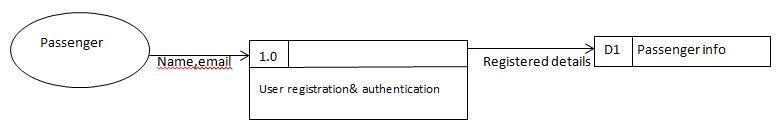 Passenger
Name,email
1.0
User registration& authentication
Registered details
D1
Passenger info